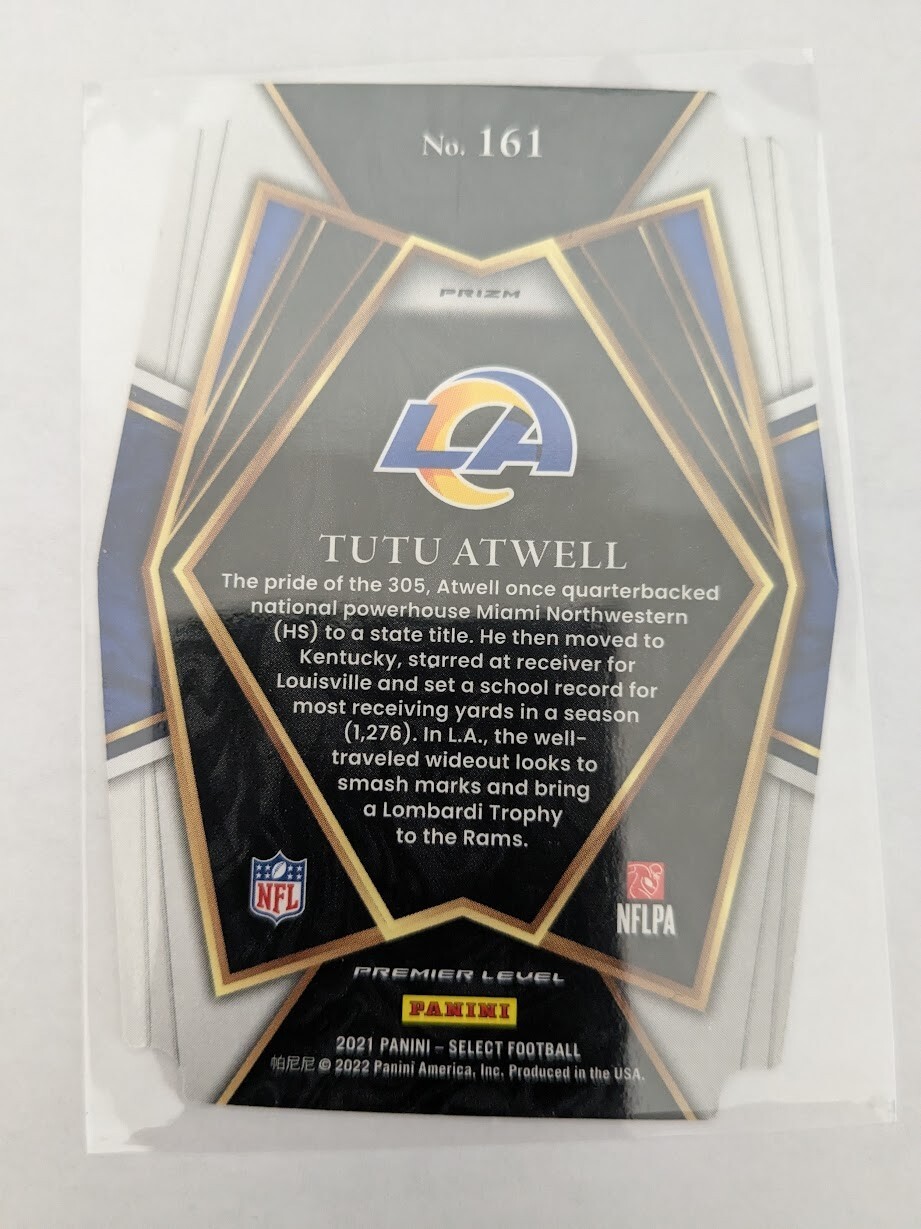 No. 161
PRIZM
LA
TUTU ATWELL
The pride of the 305, Atwell once quarterbacked
national powerhouse Miami Northwestern
(HS) to a state title. He then moved to
Kentucky, starred at receiver for
Louisville and set a school record for
most receiving yards in a season
(1,276). In L.A., the well-
traveled wideout looks to
smash marks and bring
a Lombardi Trophy
to the Rams.
NFL
NFLPA
PREMIER LEVEL
PANINI
2021 PANINI – SELECT FOOTBALL
帕尼尼 © 2022 Panini America, Inc. Produced in the USA.